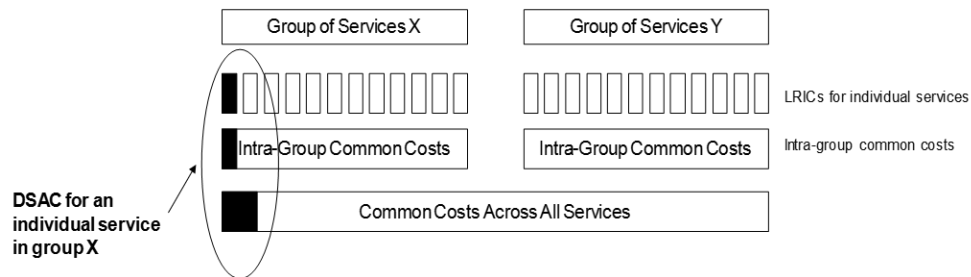 Group of Services X
Group of Services Y
LRICs for individual services
Intra-Group Common Costs
Intra-Group Common Costs
Intra-group common costs
DSAC for an
individual service
in group X
Common Costs Across All Services